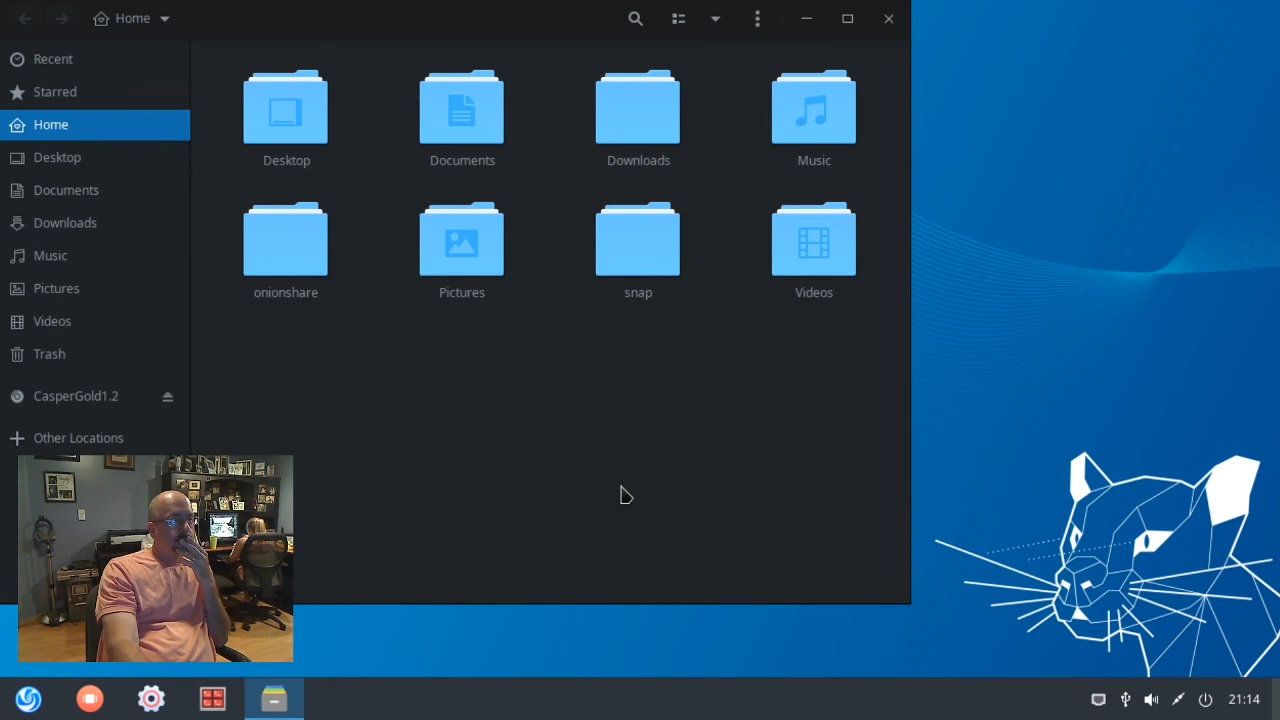 Home
Recent
Starred
Home
Desktop
Documents
Downloads
Music
Pictures
Videos
Trash
CasperGold1.2
Other Locations
Desktop
Documents
Downloads
Music
onionshare
Pictures
snap
Videos
21:14